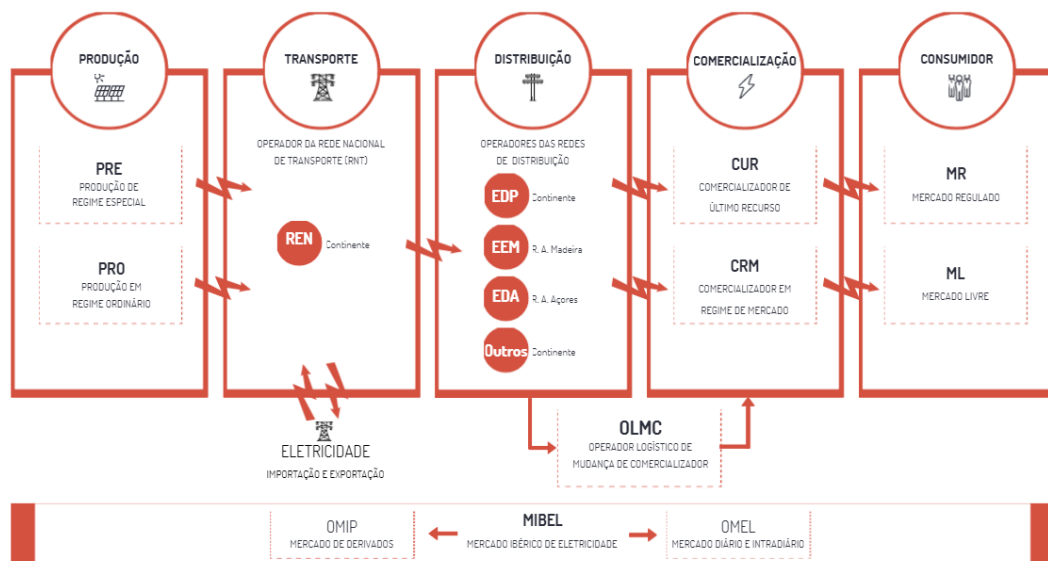 PRODUÇÃO
TRANSPORTE
DISTRIBUIÇÃO
COMERCIALIZAÇÃO
CONSUMIDOR
PRE
PRODUÇÃO DE
REGIME ESPECIAL
PRO
PRODUÇÃO EM
REGIME ORDINÁRIO
OPERADOR DA REDE NACIONAL
DE TRANSPORTE (RNT)
REN Continente
OPERADORES DAS REDES
DE DISTRIBUIÇÃO
EDP Continente
EEM R. A. Madeira
EDA R. A. Açores
Outros Continente
CUR
COMERCIALIZADOR DE
ÚLTIMO RECURSO
CRM
COMERCIALIZADOR EM
REGIME DE MERCADO
MR
MERCADO REGULADO
ML
MERCADO LIVRE
ELETRICIDADE
IMPORTAÇÃO E EXPORTAÇÃO
OLMC
OPERADOR LOGÍSTICO DE
MUDANÇA DE COMERCIALIZADOR
OMIP
MERCADO DE DERIVADOS
MIBEL
MERCADO IBÉRICO DE ELETRICIDADE
OMEL
MERCADO DIÁRIO E INTRADIÁRIO